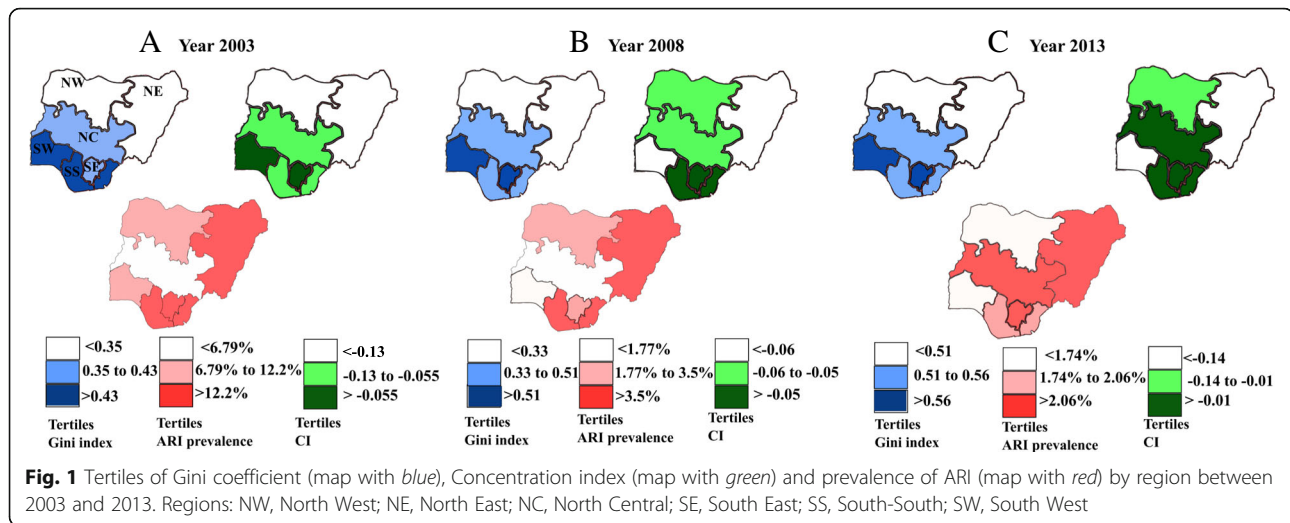 A Year 2003
B Year 2008
C Year 2013
NW
NE
NC
SW
SS
SE
<0.35
0.35 to 0.43
>0.43
Tertiles
Gini index
<6.79%
6.79% to 12.2%
>12.2%
Tertiles
ARI prevalence
<-0.13
-0.13 to -0.055
> -0.055
Tertiles
CI
<0.33
0.33 to 0.51
>0.51
Tertiles
Gini index
<1.77%
1.77% to 3.5%
>3.5%
Tertiles
ARI prevalence
<-0.06
-0.06 to -0.05
> -0.05
Tertiles
CI
<0.51
0.51 to 0.56
>0.56
Tertiles
Gini index
<1.74%
1.74% to 2.06%
>2.06%
Tertiles
ARI prevalence
<-0.14
-0.14 to -0.01
> -0.01
Tertiles
CI
Fig. 1 Tertiles of Gini coefficient (map with blue), Concentration index (map with green) and prevalence of ARI (map with red) by region between
2003 and 2013. Regions: NW, North West; NE, North East; NC, North Central; SE, South East; SS, South-South; SW, South West